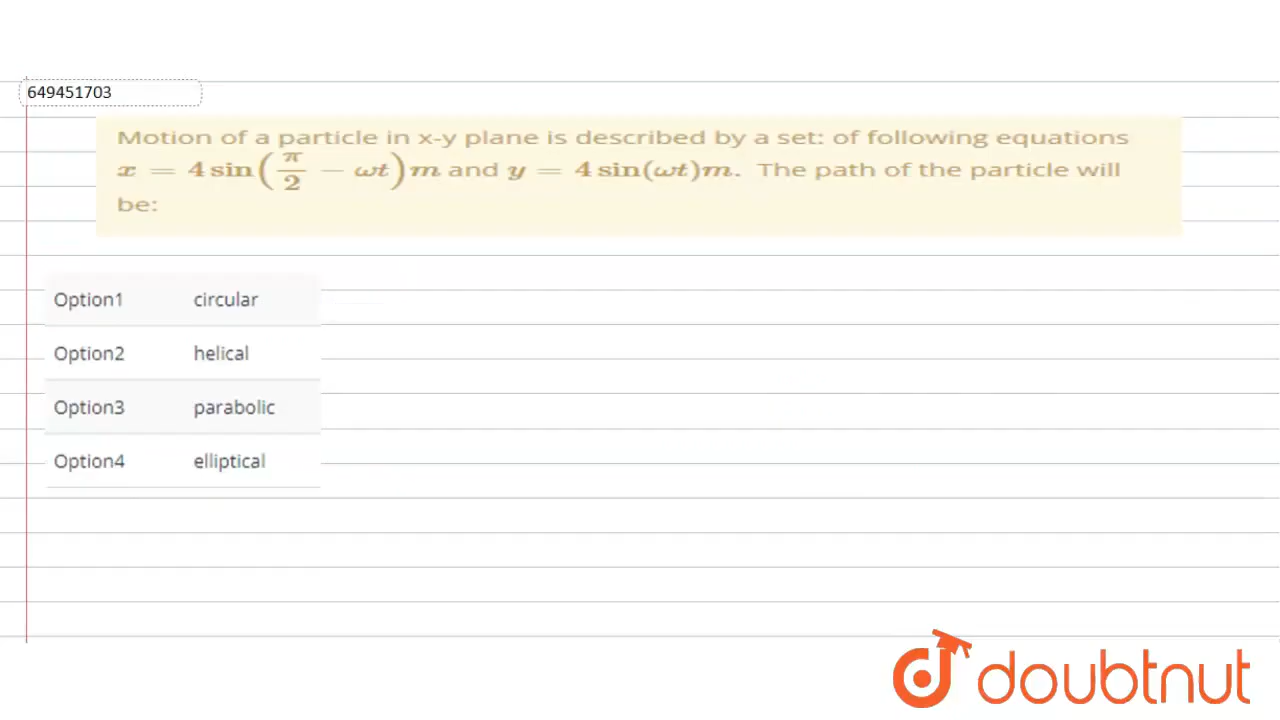 649451703
Motion of a particle in x-y plane is described by a set: of following equations
x = 4 sin(π/2 − ωt) m and y = 4 sin(ωt) m. The path of the particle will
be:
Option1 circular
Option2 helical
Option3 parabolic
Option4 elliptical
doubtnut